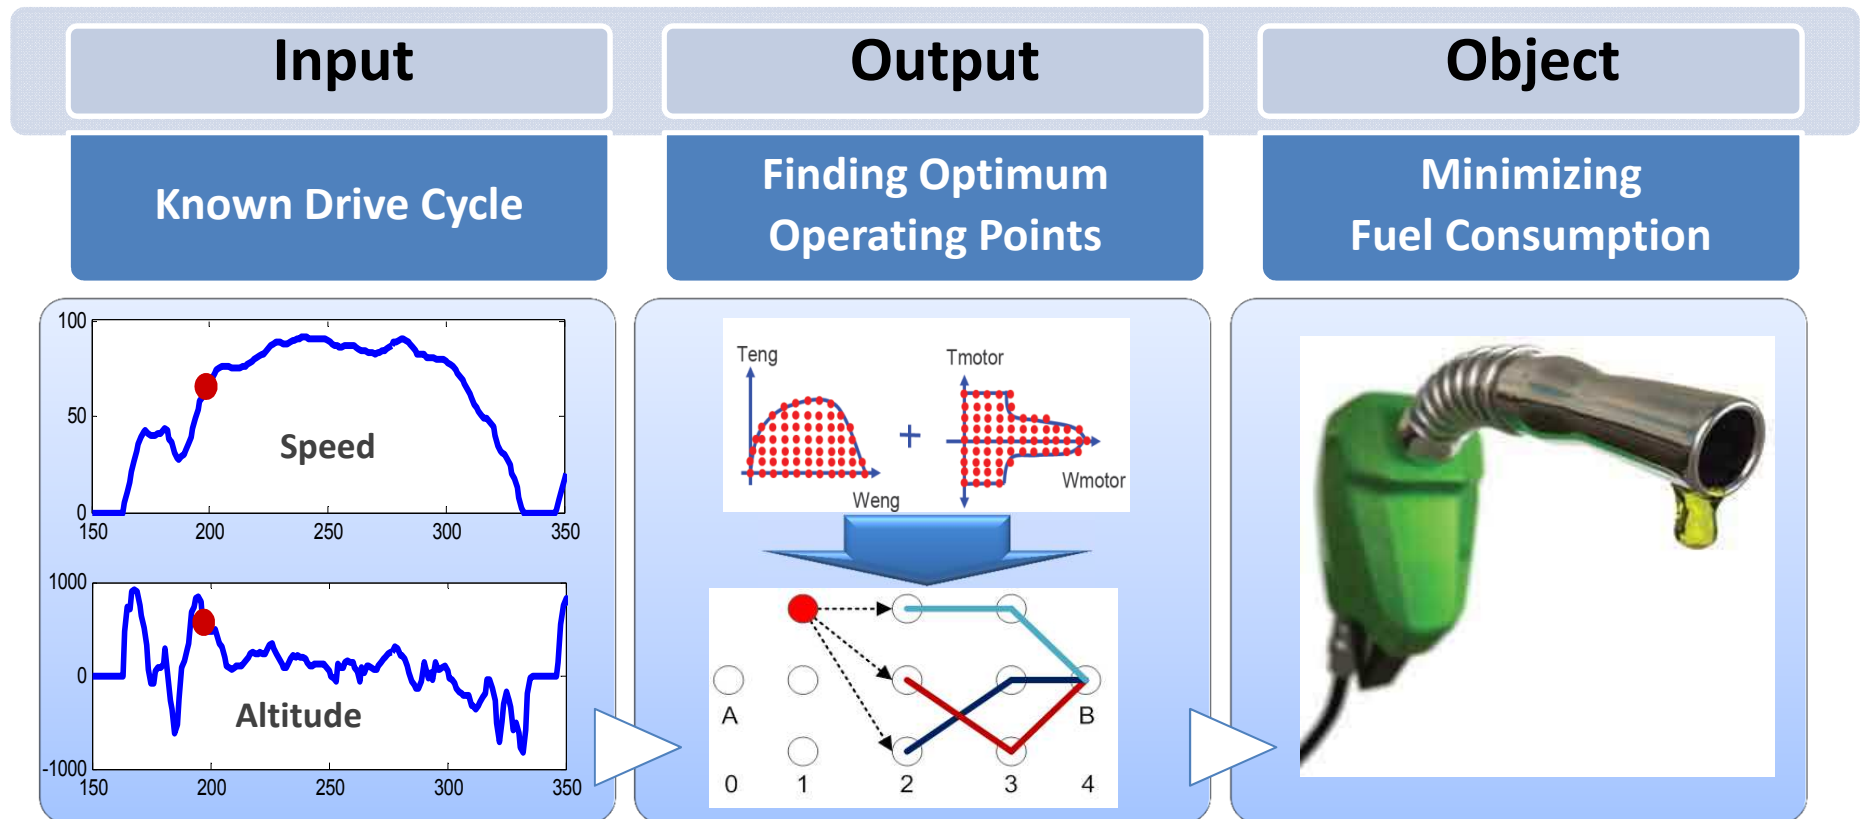 Input
Output
Object
Known Drive Cycle
Finding Optimum
Operating Points
Minimizing
Fuel Consumption
100
50
0
Speed
150 200 250 300 350
1000
0
-1000
Altitude
150 200 250 300 350
Teng
Weng
+
Tmotor
Wmotor
A
B
0 1 2 3 4